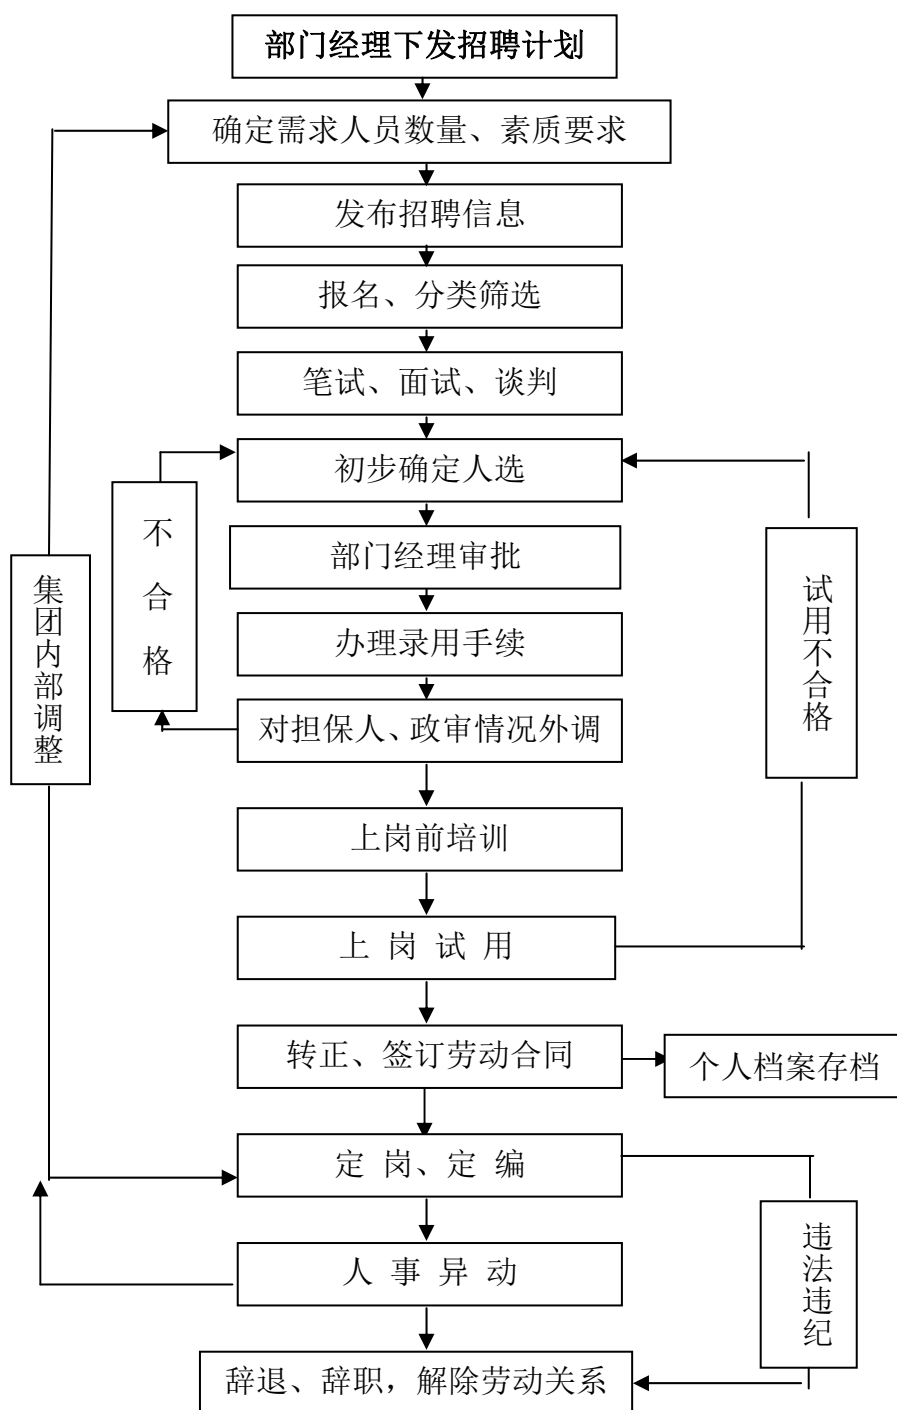 部门经理下发招聘计划
确定需求人员数量、素质要求
发布招聘信息
报名、分类筛选
笔试、面试、谈判
初步确定人选
不合格
部门经理审批
试用不合格
集团内部调整
办理录用手续
对担保人、政审情况外调
上岗前培训
上 岗 试 用
转正、签订劳动合同
个人档案存档
定 岗、定 编
违法违纪
人 事 异 动
辞退、辞职，解除劳动关系